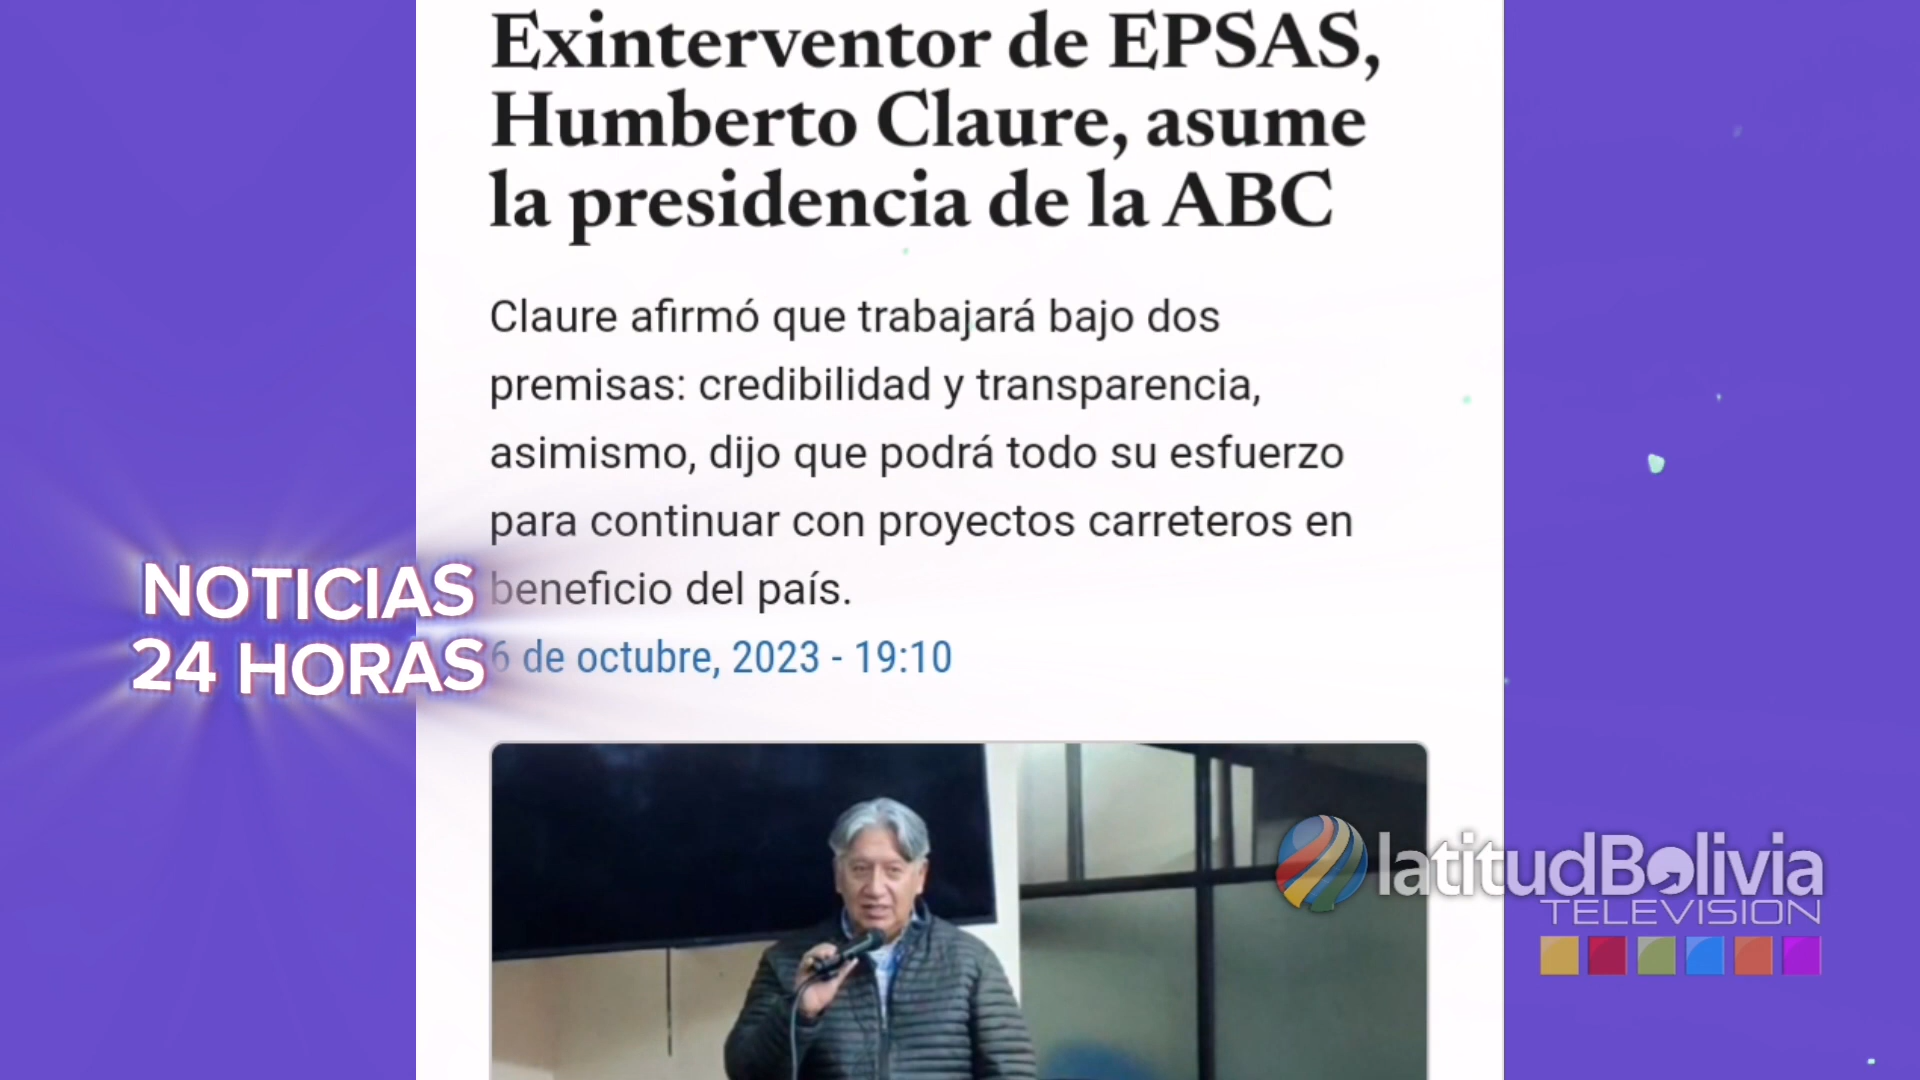 Exinterventor de EPSAS,
Humberto Claure, asume
la presidencia de la ABC
Claure afirmó que trabajará bajo dos
premisas: credibilidad y transparencia,
asimismo, dijo que podrá todo su esfuerzo
para continuar con proyectos carreteros en
beneficio del país.
6 de octubre, 2023 - 19:10
NOTICIAS
24 HORAS
latitudBolivia
TELEVISION